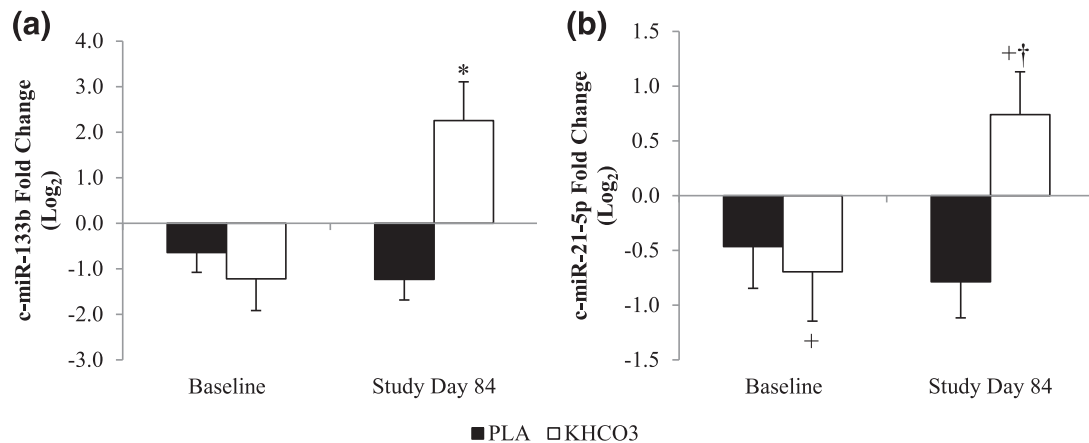 (a)
c-miR-133b Fold Change
(Log2)
4.0
3.0
2.0
1.0
0.0
-1.0
-2.0
-3.0
*
Baseline
Study Day 84
(b)
c-miR-21-5p Fold Change
(Log2)
1.5
1.0
0.5
0.0
-0.5
-1.0
-1.5
+†
+
Baseline
Study Day 84
PLA
KHCO3